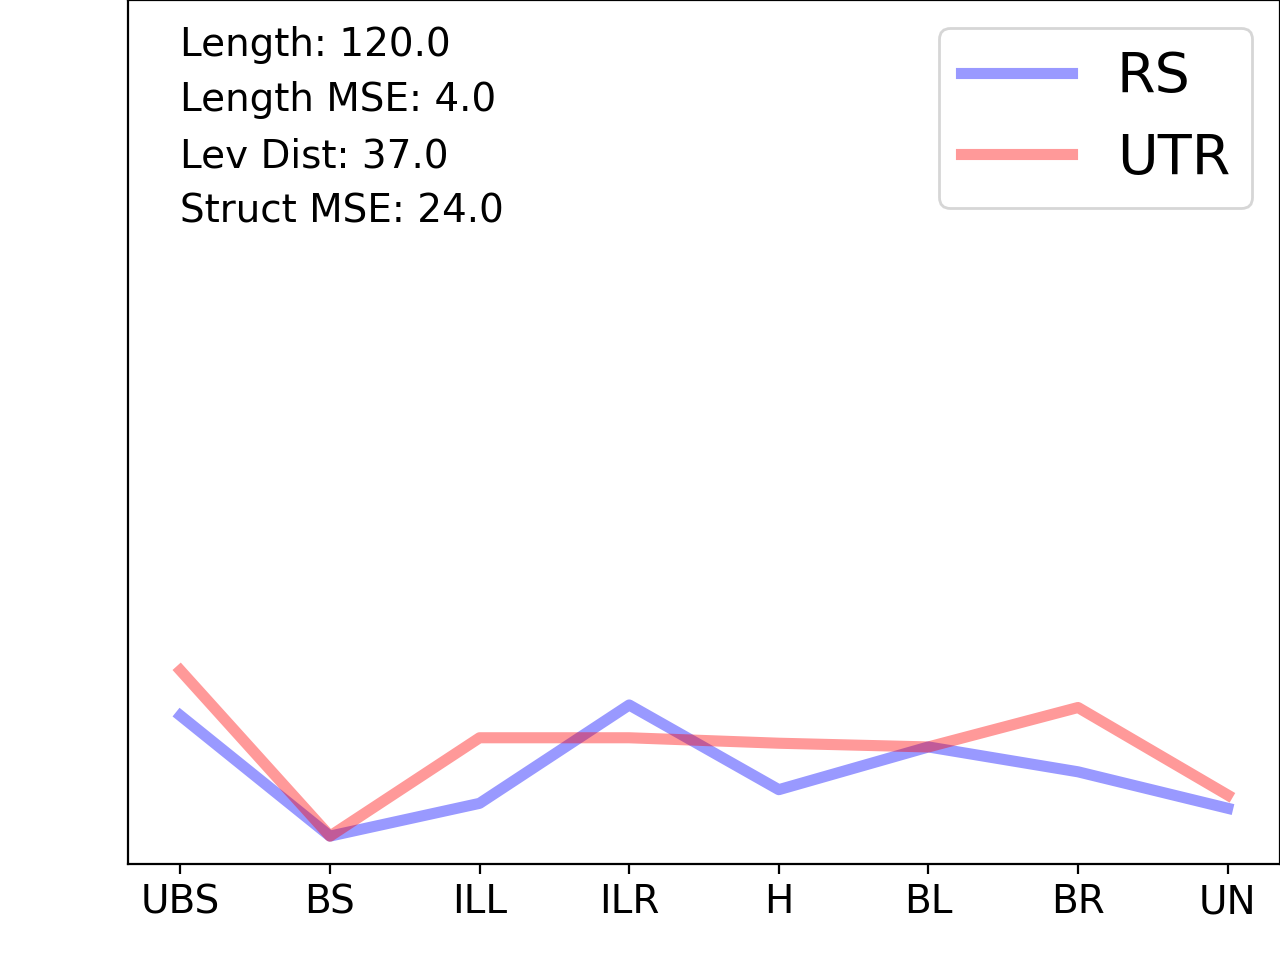 Length: 120.0
Length MSE: 4.0
Lev Dist: 37.0
Struct MSE: 24.0
RS
UTR
UBS BS ILL ILR H BL BR UN